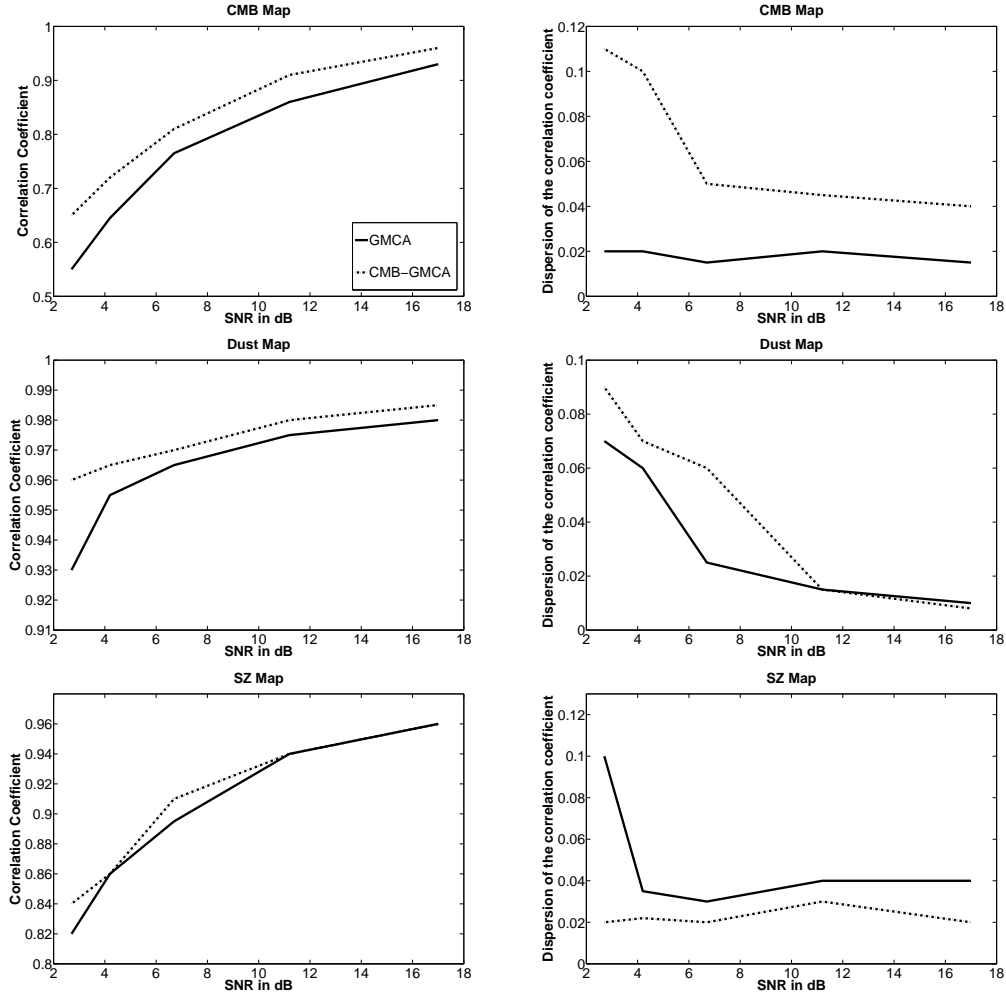 CMB Map
Correlation Coefficient
1
0.9
0.8
0.7
0.6
0.5
2 4 6 8 10 12 14 16 18
SNR in dB
GMCA
CMB−GMCA
CMB Map
Dispersion of the correlation coefficient
0.12
0.1
0.08
0.06
0.04
0.02
0
2 4 6 8 10 12 14 16 18
SNR in dB
Dust Map
Correlation Coefficient
1
0.99
0.98
0.97
0.96
0.95
0.94
0.93
0.92
0.91
2 4 6 8 10 12 14 16 18
SNR in dB
Dust Map
Dispersion of the correlation coefficient
0.1
0.08
0.06
0.04
0.02
0
2 4 6 8 10 12 14 16 18
SNR in dB
SZ Map
Correlation Coefficient
0.96
0.94
0.92
0.9
0.88
0.86
0.84
0.82
0.8
2 4 6 8 10 12 14 16 18
SNR in dB
SZ Map
Dispersion of the correlation coefficient
0.12
0.1
0.08
0.06
0.04
0.02
0
2 4 6 8 10 12 14 16 18
SNR in dB